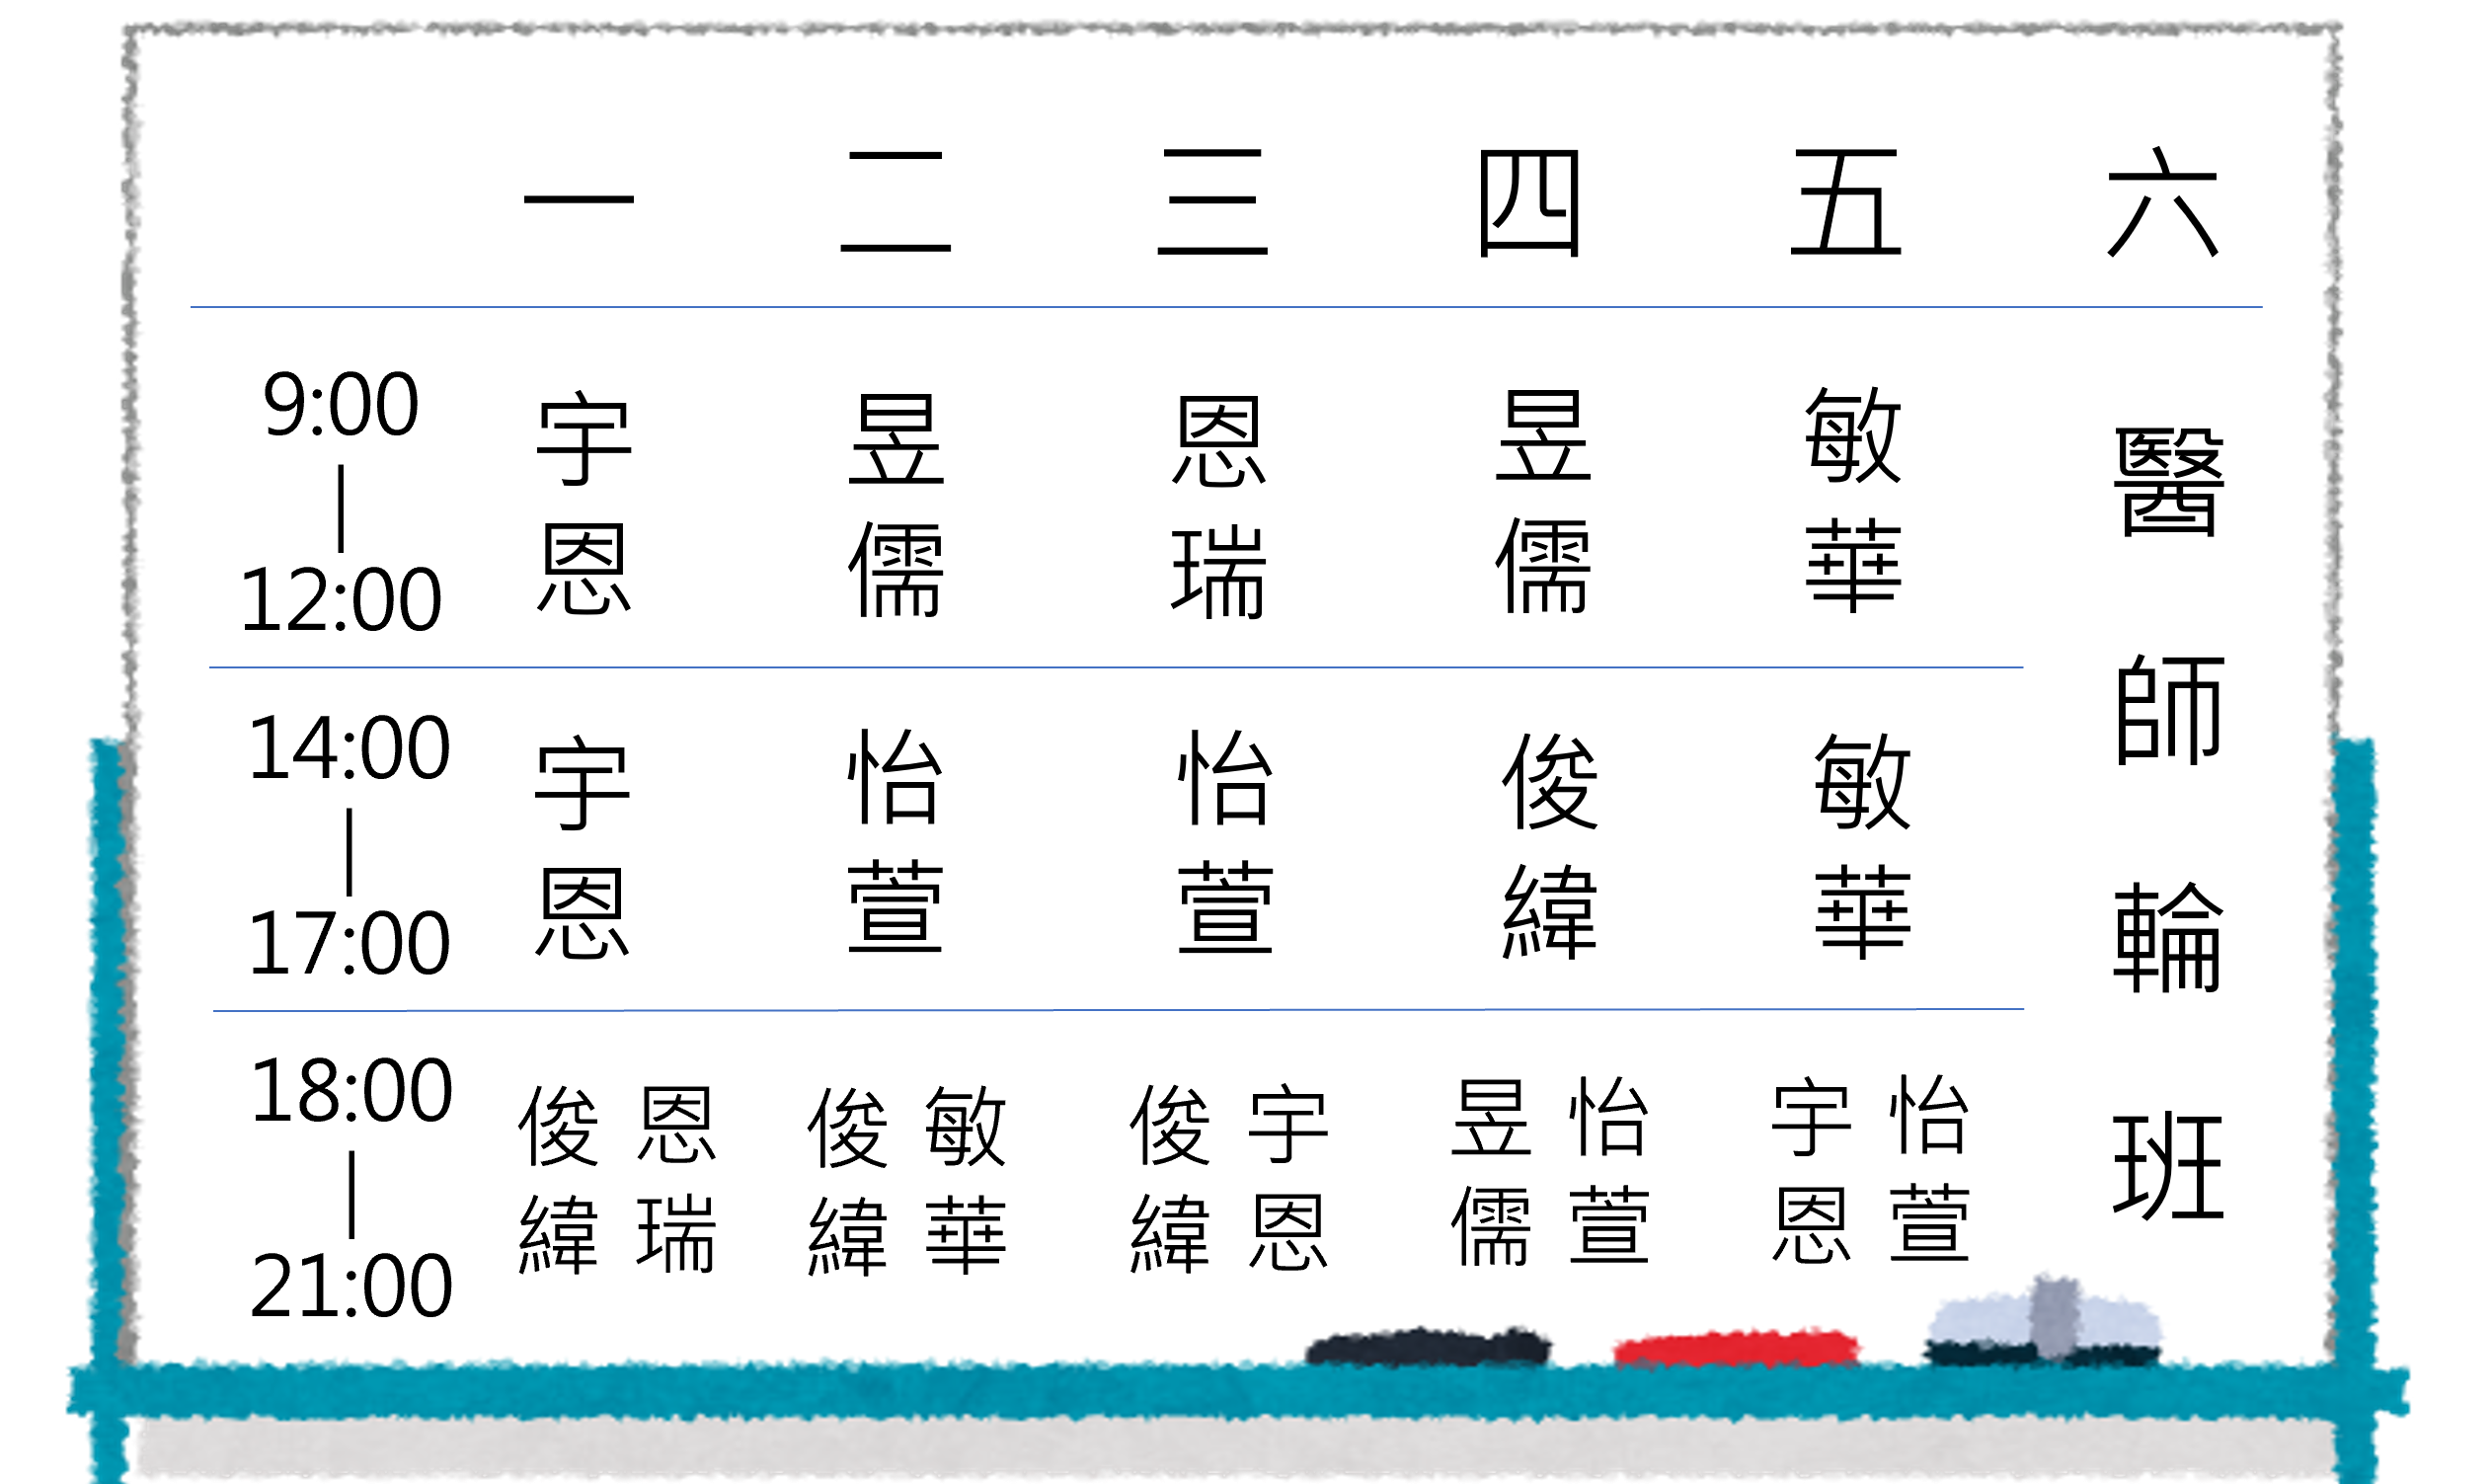 一 二 三 四 五 六
9:00
|
12:00
宇恩
昱儒
恩瑞
昱儒
敏華
14:00
|
17:00
宇恩
怡萱
怡萱
俊緯
敏華
18:00
|
21:00
俊緯
恩瑞
俊緯
敏華
俊緯
宇恩
昱儒
怡萱
宇恩
怡萱
醫師輪班